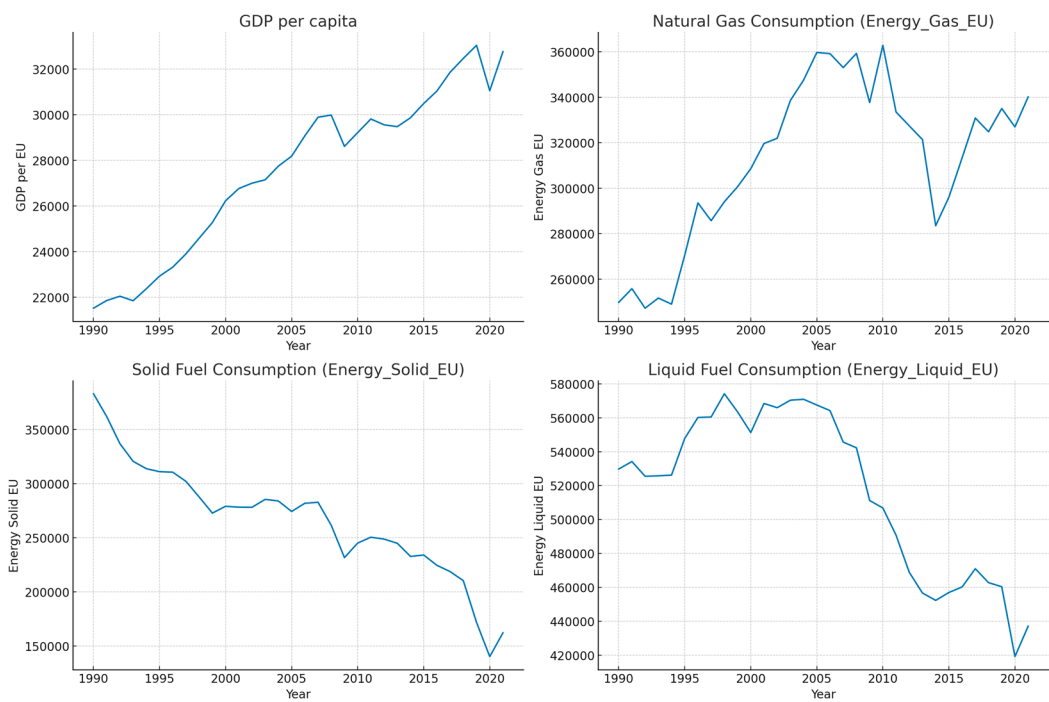 GDP per capita
GDP per EU
32000
30000
28000
26000
24000
22000
1990 1995 2000 2005 2010 2015 2020
Year
Natural Gas Consumption (Energy_Gas_EU)
Energy Gas EU
360000
340000
320000
300000
280000
260000
1990 1995 2000 2005 2010 2015 2020
Year
Solid Fuel Consumption (Energy_Solid_EU)
Energy Solid EU
350000
300000
250000
200000
150000
1990 1995 2000 2005 2010 2015 2020
Year
Liquid Fuel Consumption (Energy_Liquid_EU)
Energy Liquid EU
580000
560000
540000
520000
500000
480000
460000
440000
420000
1990 1995 2000 2005 2010 2015 2020
Year